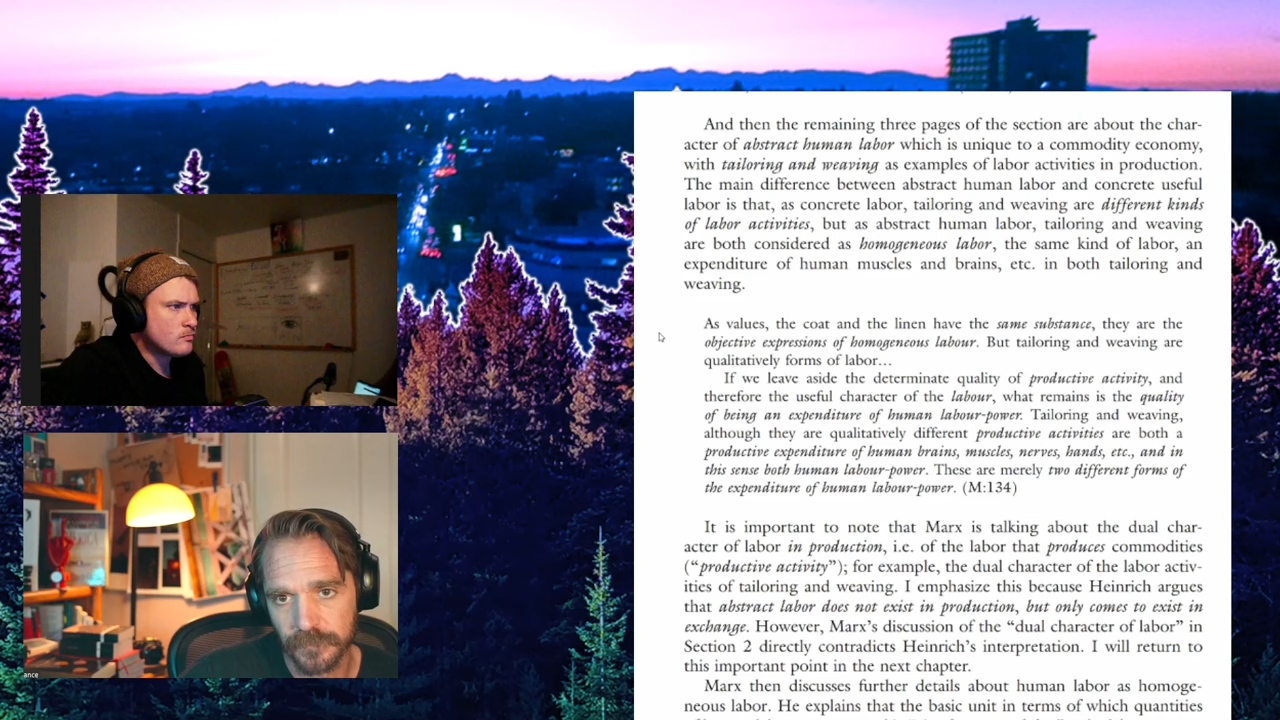 And then the remaining three pages of the section are about the char-
acter of abstract human labor which is unique to a commodity economy,
with tailoring and weaving as examples of labor activities in production.
The main difference between abstract human labor and concrete useful
labor is that, as concrete labor, tailoring and weaving are different kinds
of labor activities, but as abstract human labor, tailoring and weaving
are both considered as homogeneous labor, the same kind of labor, an
expenditure of human muscles and brains, etc. in both tailoring and
weaving.
As values, the coat and the linen have the same substance, they are the
objective expressions of homogeneous labour. But tailoring and weaving are
qualitatively forms of labor…
If we leave aside the determinate quality of productive activity, and
therefore the useful character of the labour, what remains is the quality
of being an expenditure of human labour-power. Tailoring and weaving,
although they are qualitatively different productive activities are both a
productive expenditure of human brains, muscles, nerves, hands, etc., and in
this sense both human labour-power. These are merely two different forms of
the expenditure of human labour-power. (M:134)
It is important to note that Marx is talking about the dual char-
acter of labor in production, i.e. of the labor that produces commodities
(“productive activity”); for example, the dual character of the labor activ-
ities of tailoring and weaving. I emphasize this because Heinrich argues
that abstract labor does not exist in production, but only comes to exist in
exchange. However, Marx’s discussion of the “dual character of labor” in
Section 2 directly contradicts Heinrich’s interpretation. I will return to
this important point in the next chapter.
Marx then discusses further details about human labor as homoge-
neous labor. He explains that the basic unit in terms of which quantities
ance